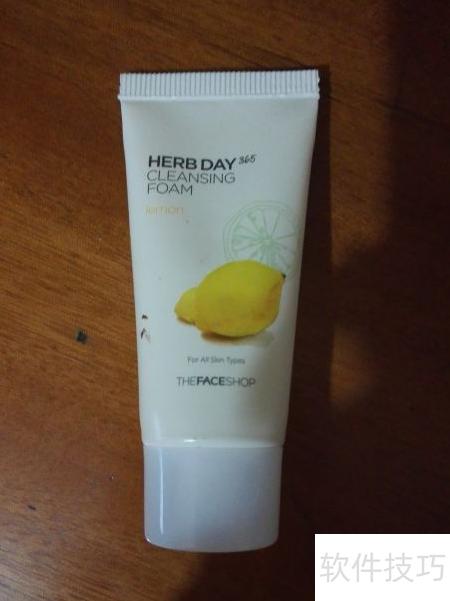 HERB DAY 365
CLEANSING
FOAM
lemon
For All Skin Types
THEFACESHOP
软件技巧